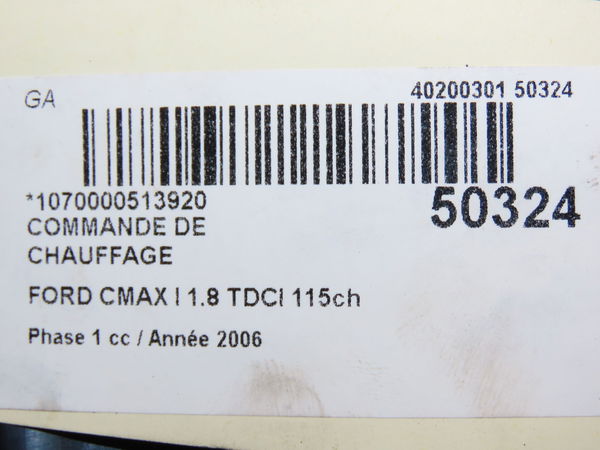 GA
40200301 50324
*1070000513920
50324
COMMANDE DE
CHAUFFAGE
FORD CMAX I 1.8 TDCI 115ch
Phase 1 cc / Année 2006